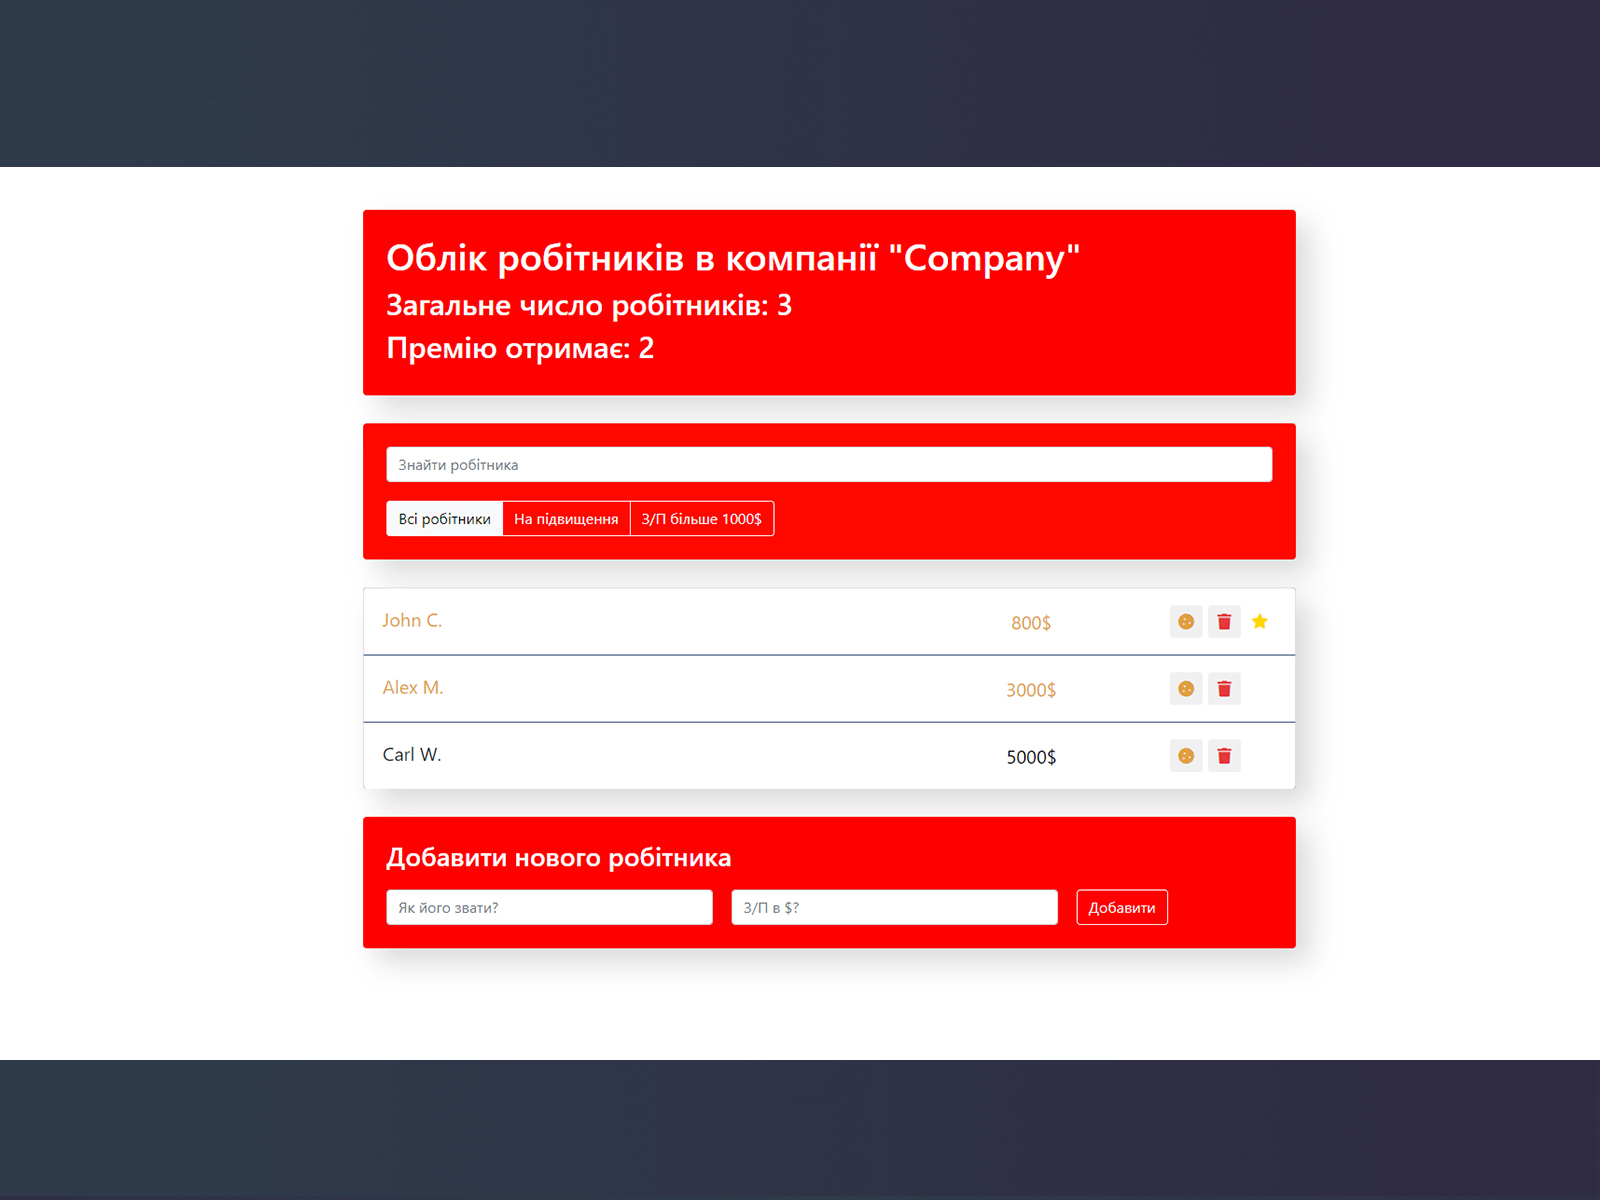 Облік робітників в компанії "Company"
Загальне число робітників: 3
Премію отримає: 2
Знайти робітника
Всі робітники На підвищення З/П більше 1000$
John C. 800$
Alex M. 3000$
Carl W. 5000$
Добавити нового робітника
Як його звати? З/П в $? Добавити